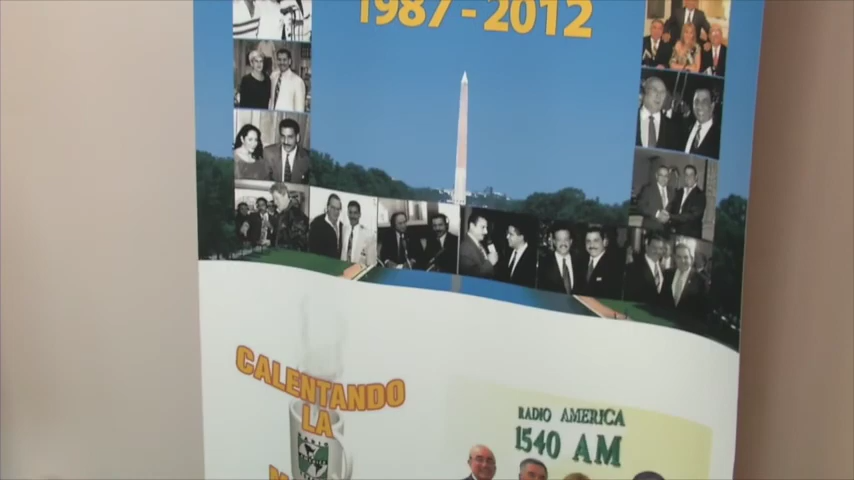 1987-2012
CALENTANDO
LA
RADIO AMERICA
1540 AM